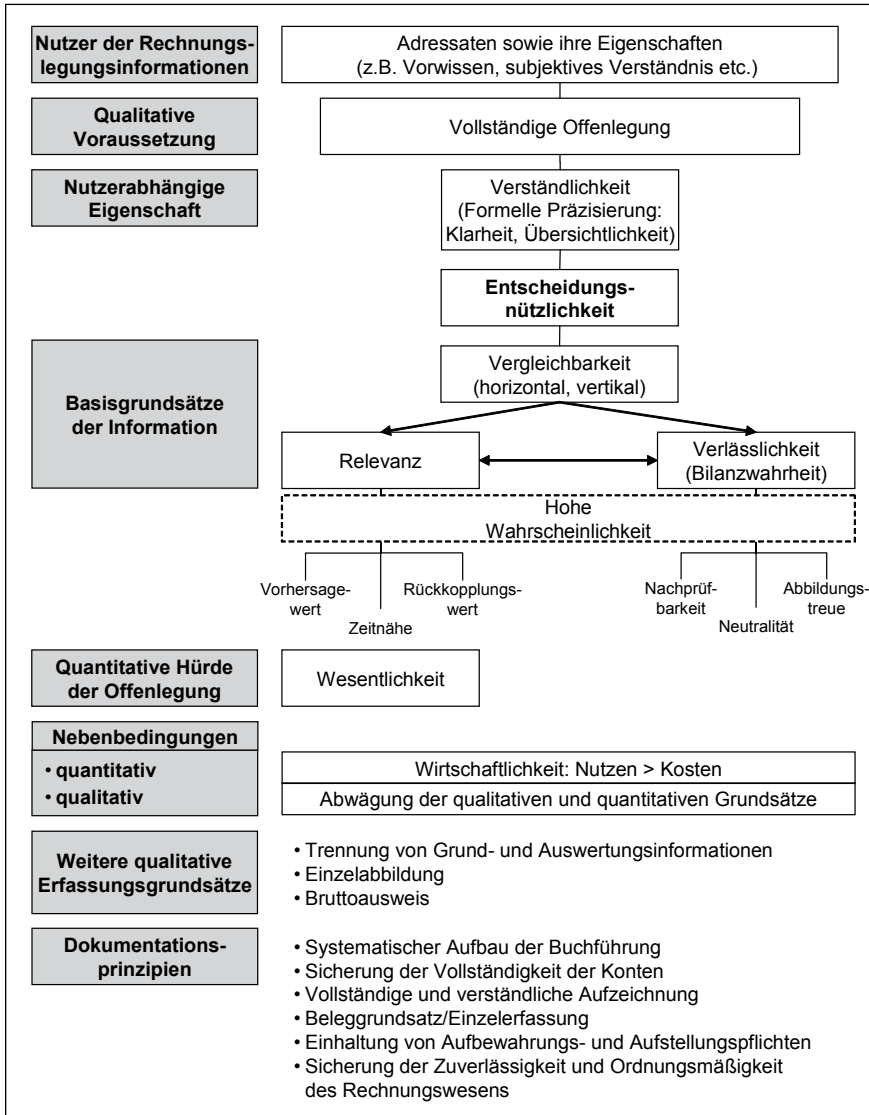 Nutzer der Rechnungs-
legungsinformationen
Adressaten sowie ihre Eigenschaften
(z.B. Vorwissen, subjektives Verständnis etc.)
Qualitative
Voraussetzung
Vollständige Offenlegung
Nutzerabhängige
Eigenschaft
Verständlichkeit
(Formelle Präzisierung:
Klarheit, Übersichtlichkeit)
Entscheidungs-
nützlichkeit
Basisgrundsätze
der Information
Vergleichbarkeit
(horizontal, vertikal)
Relevanz
Verlässlichkeit
(Bilanzwahrheit)
Hohe
Wahrscheinlichkeit
Vorhersage-
wert
Zeitnähe
Rückkopplungs-
wert
Nachprüf-
barkeit
Neutralität
Abbildungs-
treue
Quantitative Hürde
der Offenlegung
Wesentlichkeit
Nebenbedingungen
• quantitativ
• qualitativ
Wirtschaftlichkeit: Nutzen > Kosten
Abwägung der qualitativen und quantitativen Grundsätze
Weitere qualitative
Erfassungsgrundsätze
• Trennung von Grund- und Auswertungsinformationen
• Einzelabbildung
• Bruttoausweis
Dokumentations-
prinzipien
• Systematischer Aufbau der Buchführung
• Sicherung der Vollständigkeit der Konten
• Vollständige und verständliche Aufzeichnung
• Beleggrundsatz/Einzelerfassung
• Einhaltung von Aufbewahrungs- und Aufstellungspflichten
• Sicherung der Zuverlässigkeit und Ordnungsmäßigkeit
des Rechnungswesens